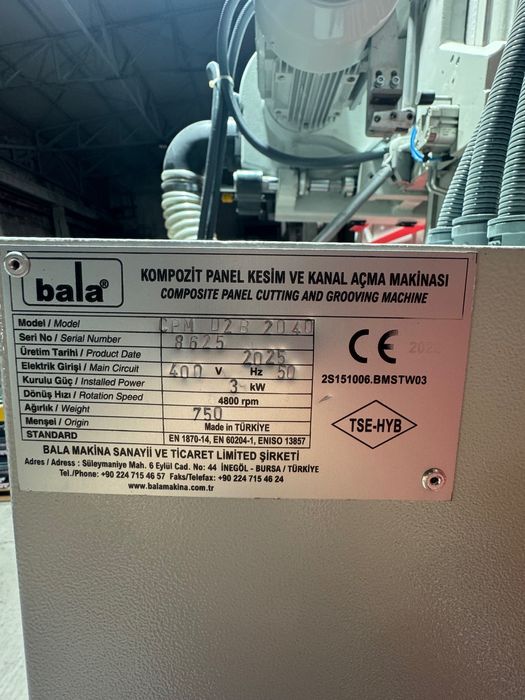 bala®
KOMPOZİT PANEL KESİM VE KANAL AÇMA MAKİNASI
COMPOSITE PANEL CUTTING AND GROOVING MACHINE
Model / Model CPM 02B 2040
Seri No / Serial Number 8625
Üretim Tarihi / Product Date 2025
Elektrik Girişi / Main Circuit 400 V Hz 50
Kurulu Güç / Installed Power 3 kW
Dönüş Hızı / Rotation Speed 4800 rpm
Ağırlık / Weight 750
Menşei / Origin Made in TÜRKİYE
STANDARD EN 1870-14, EN 60204-1, ENISO 13857
CE
2S151006.BMSTW03
TSE-HYB
BALA MAKİNA SANAYİİ VE TİCARET LİMİTED ŞİRKETİ
Adres / Adress : Süleymaniye Mah. 6 Eylül Cad. No: 44 İNEGÖL - BURSA / TÜRKİYE
Tel./Phone: +90 224 715 46 57 Faks/Telefax: +90 224 715 46 24
www.balamakina.com.tr